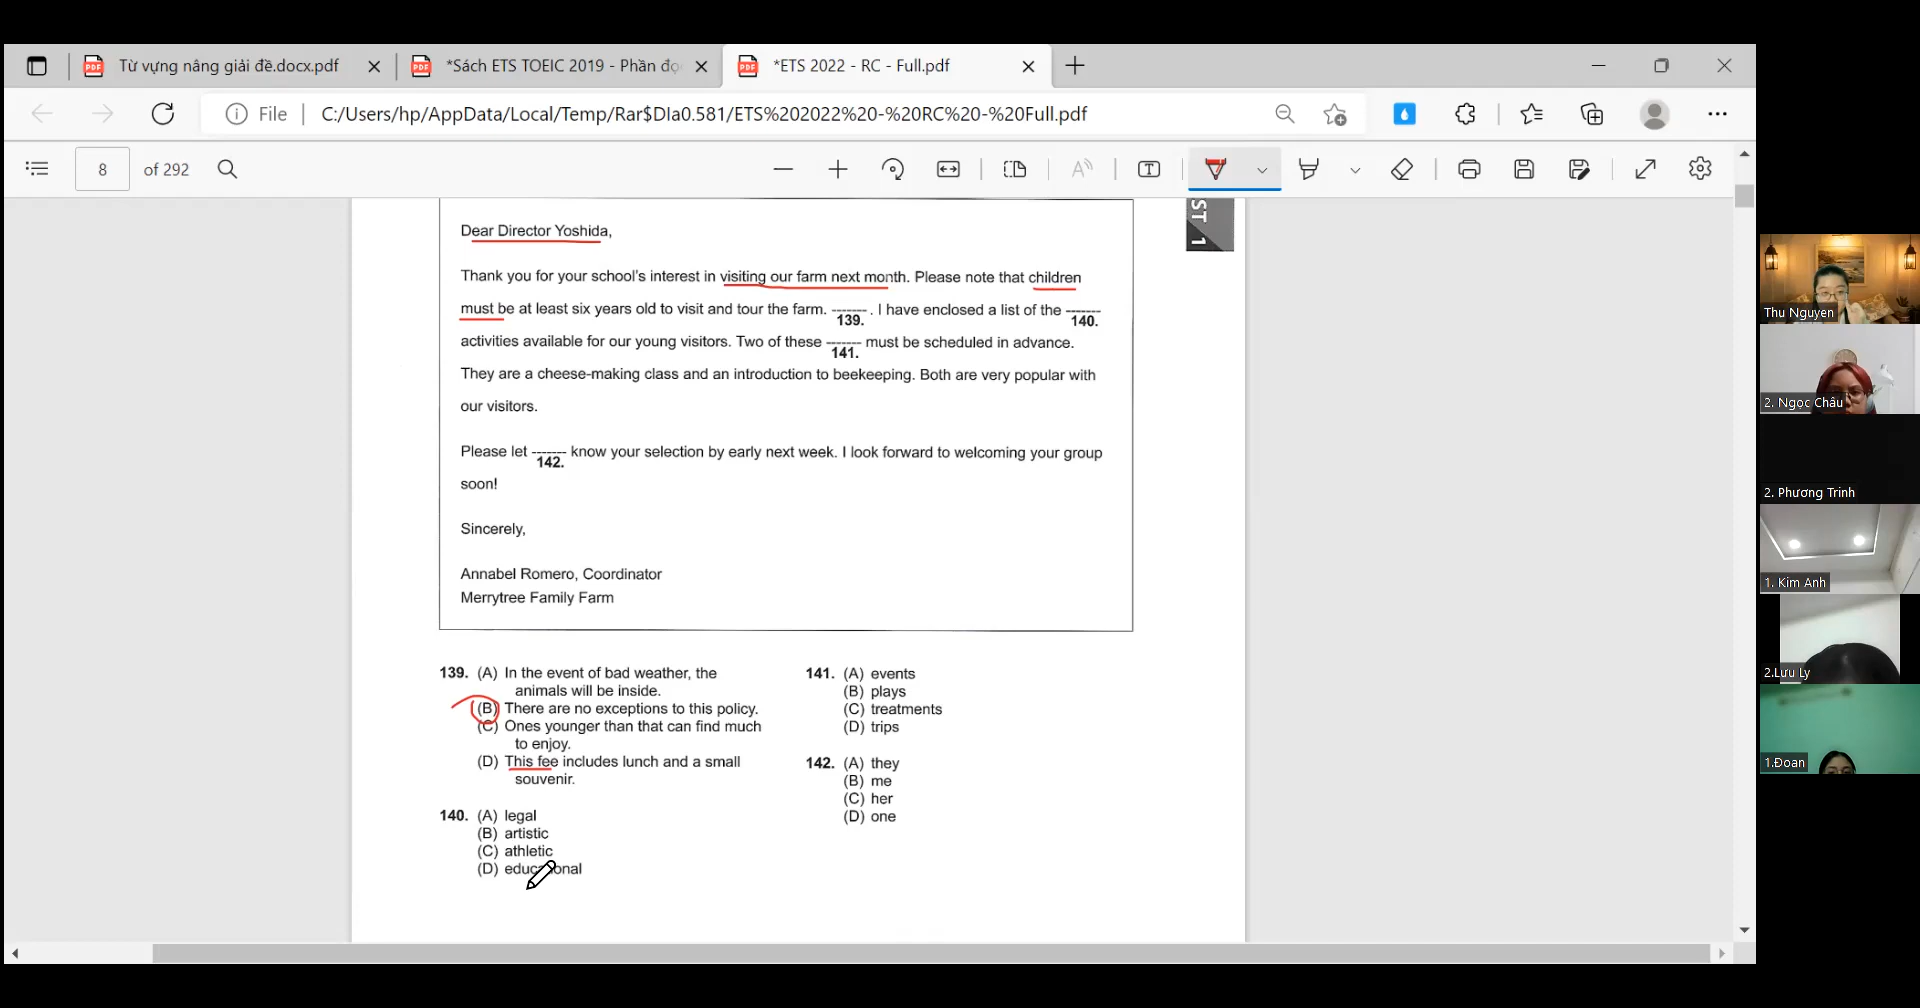 Từ vựng nâng giải đề.docx.pdf
*Sách ETS TOEIC 2019 - Phần đọ
*ETS 2022 - RC - Full.pdf
File
C:/Users/hp/AppData/Local/Temp/Rar$DIa0.581/ETS%202022%20-%20RC%20-%20Full.pdf
8 of 292
ST 1
Dear Director Yoshida,
Thank you for your school's interest in visiting our farm next month. Please note that children
must be at least six years old to visit and tour the farm. -------. I have enclosed a list of the -------
139. 140.
activities available for our young visitors. Two of these ------- must be scheduled in advance.
141.
They are a cheese-making class and an introduction to beekeeping. Both are very popular with
our visitors.
Please let ------- know your selection by early next week. I look forward to welcoming your group
142.
soon!
Sincerely,
Annabel Romero, Coordinator
Merrytree Family Farm
139. (A) In the event of bad weather, the
animals will be inside.
(B) There are no exceptions to this policy.
(C) Ones younger than that can find much
to enjoy.
(D) This fee includes lunch and a small
souvenir.
140. (A) legal
(B) artistic
(C) athletic
(D) educational
141. (A) events
(B) plays
(C) treatments
(D) trips
142. (A) they
(B) me
(C) her
(D) one
Thu Nguyen
2. Ngọc Châu
2. Phương Trinh
1. Kim Anh
2.Lưu Ly
1.Đoan